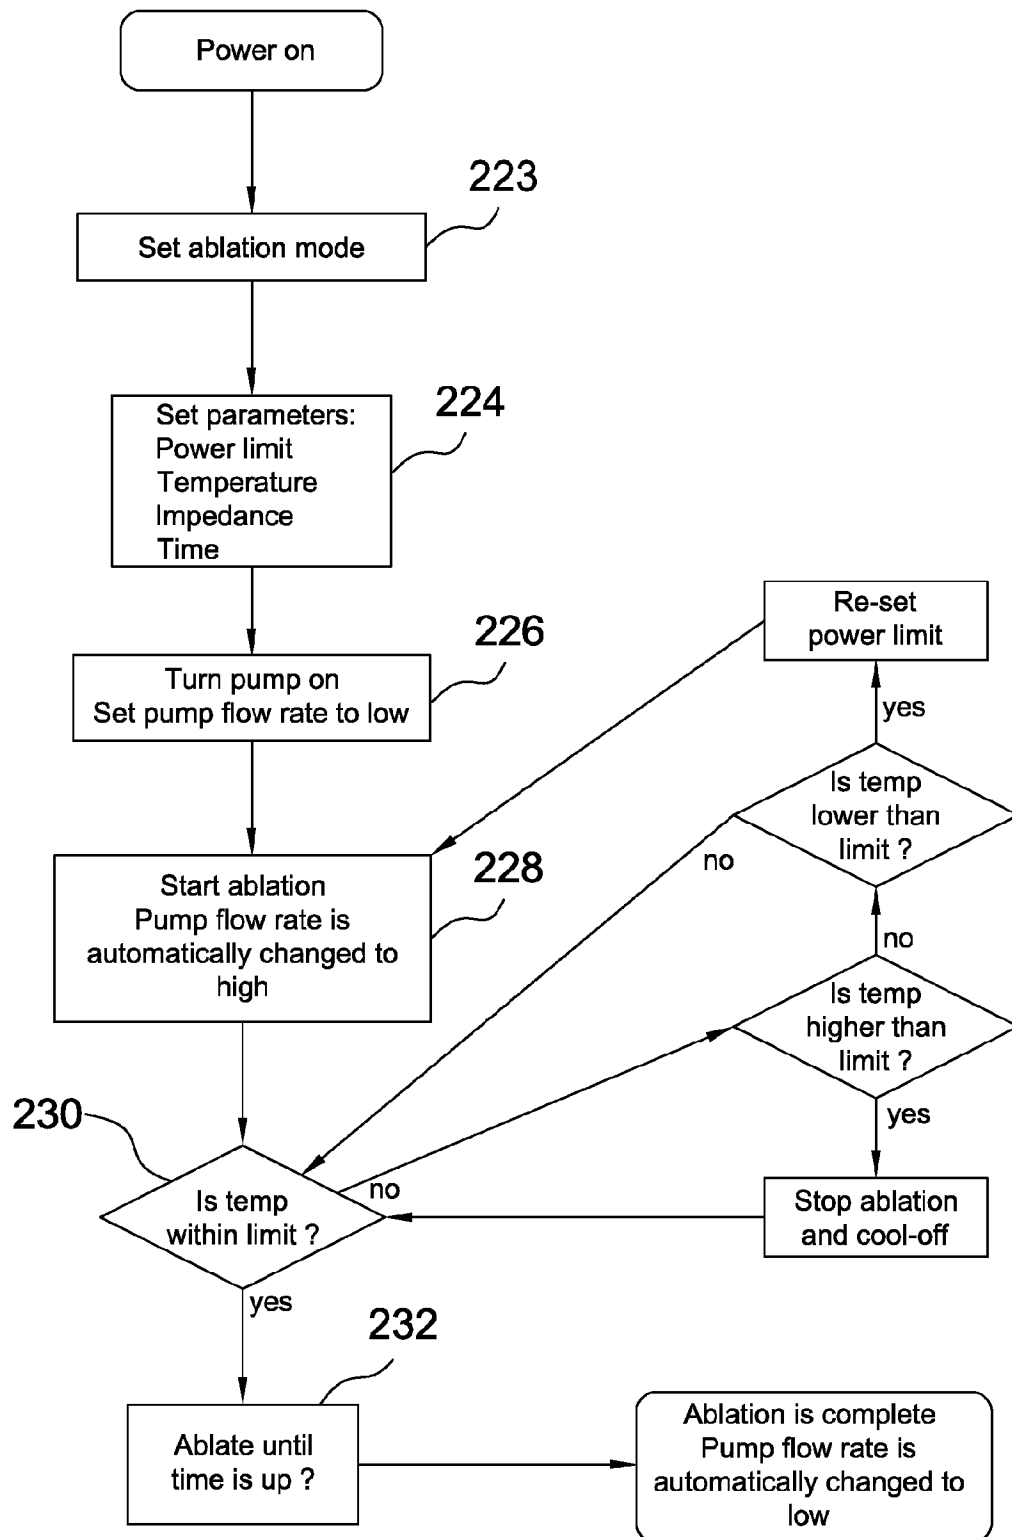 Power on
223
Set ablation mode
224
Set parameters:
Power limit
Temperature
Impedance
Time
226
Turn pump on
Set pump flow rate to low
Re-set
power limit
yes
Is temp
lower than
limit ?
no
no
228
Start ablation
Pump flow rate is
automatically changed to
high
Is temp
higher than
limit ?
yes
230
Is temp
within limit ?
no
yes
Stop ablation
and cool-off
232
Ablate until
time is up ?
Ablation is complete
Pump flow rate is
automatically changed to
low